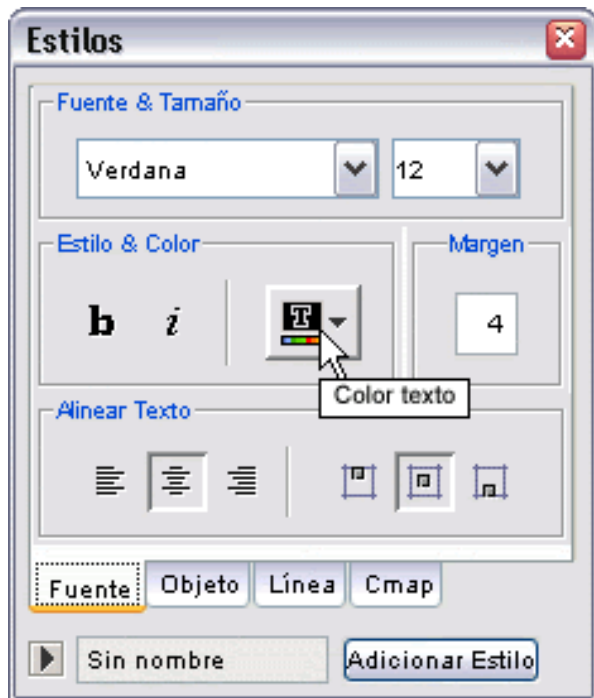 Estilos
Fuente & Tamaño
Verdana
12
Estilo & Color
Margen
b
i
T
4
Color texto
Alinear Texto
Fuente
Objeto
Línea
Cmap
Sin nombre
Adicionar Estilo